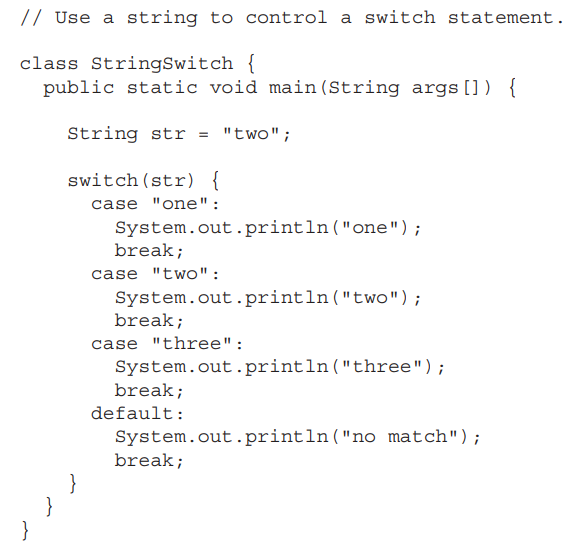 // Use a string to control a switch statement.
class StringSwitch {
public static void main(String args[]) {
String str = "two";
switch(str) {
case "one":
System.out.println("one");
break;
case "two":
System.out.println("two");
break;
case "three":
System.out.println("three");
break;
default:
System.out.println("no match");
break;
}
}
}